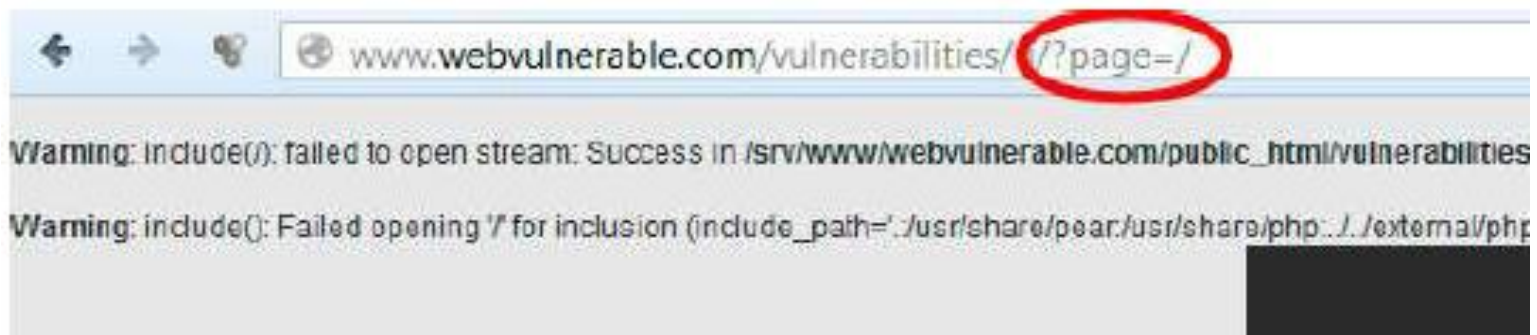 www.webvulnerable.com/vulnerabilities/ /?page=/
Warning: include(/): failed to open stream: Success in /srv/www/webvulnerable.com/public_html/vulnerabilities
Warning: include(): Failed opening '/' for inclusion (include_path='.:/usr/share/pear:/usr/share/php:../../external/php